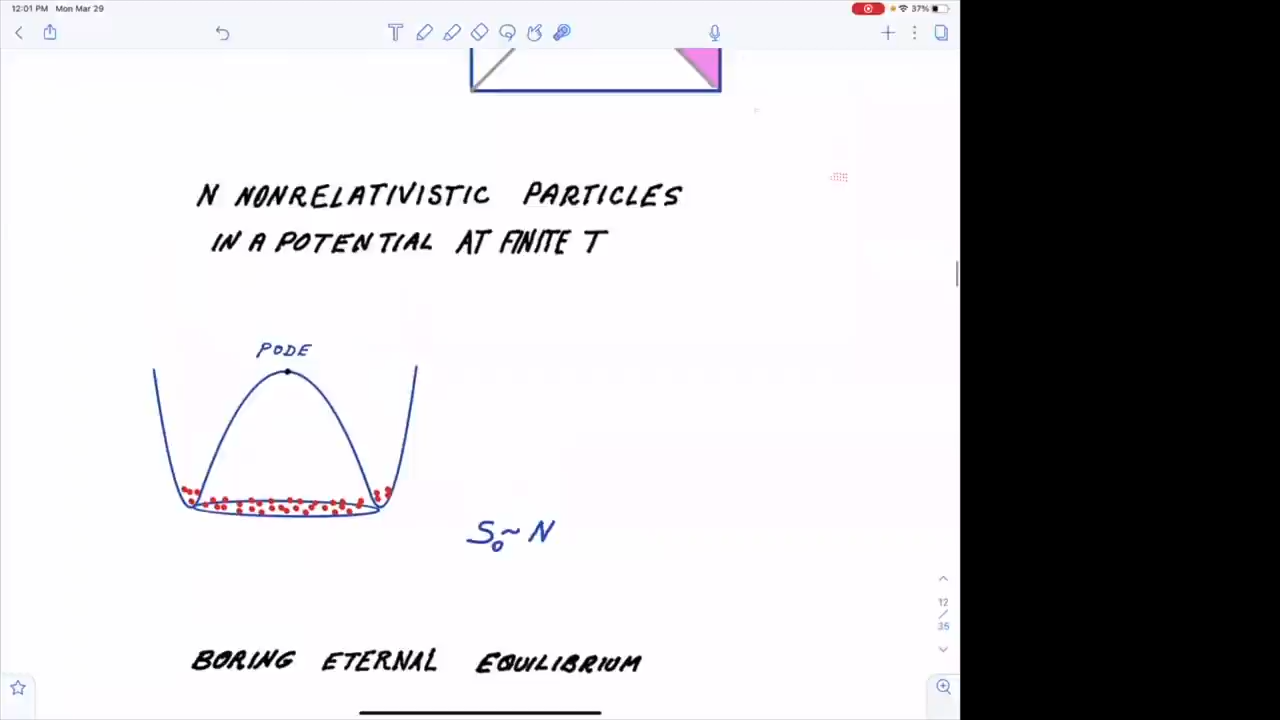 12:01 PM Mon Mar 29
37%
N NONRELATIVISTIC PARTICLES
IN A POTENTIAL AT FINITE T
PODE
S₀ ~ N
12
/
35
BORING ETERNAL EQUILIBRIUM